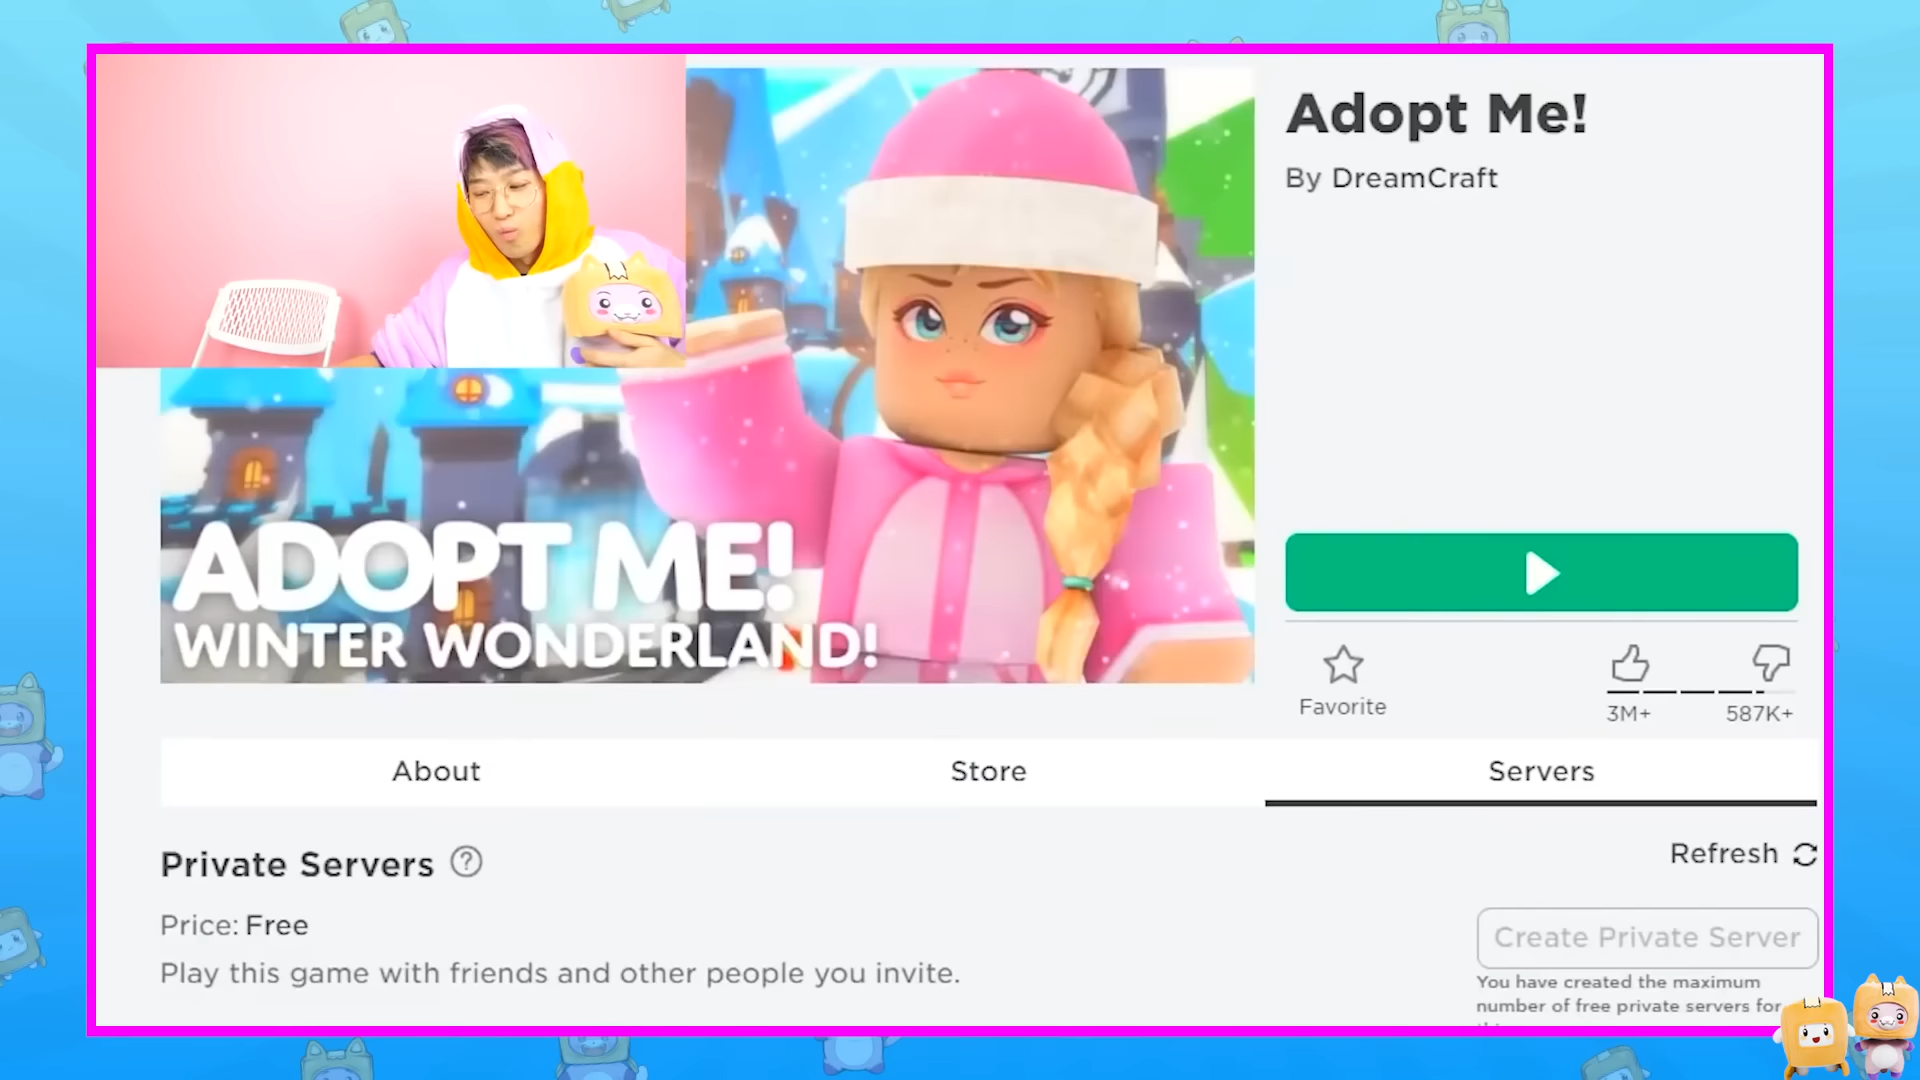 Adopt Me!
By DreamCraft
ADOPT ME!
WINTER WONDERLAND!
Favorite
3M+
587K+
About
Store
Servers
Private Servers
Refresh
Price: Free
Create Private Server
Play this game with friends and other people you invite.
You have created the maximum
number of free private servers for